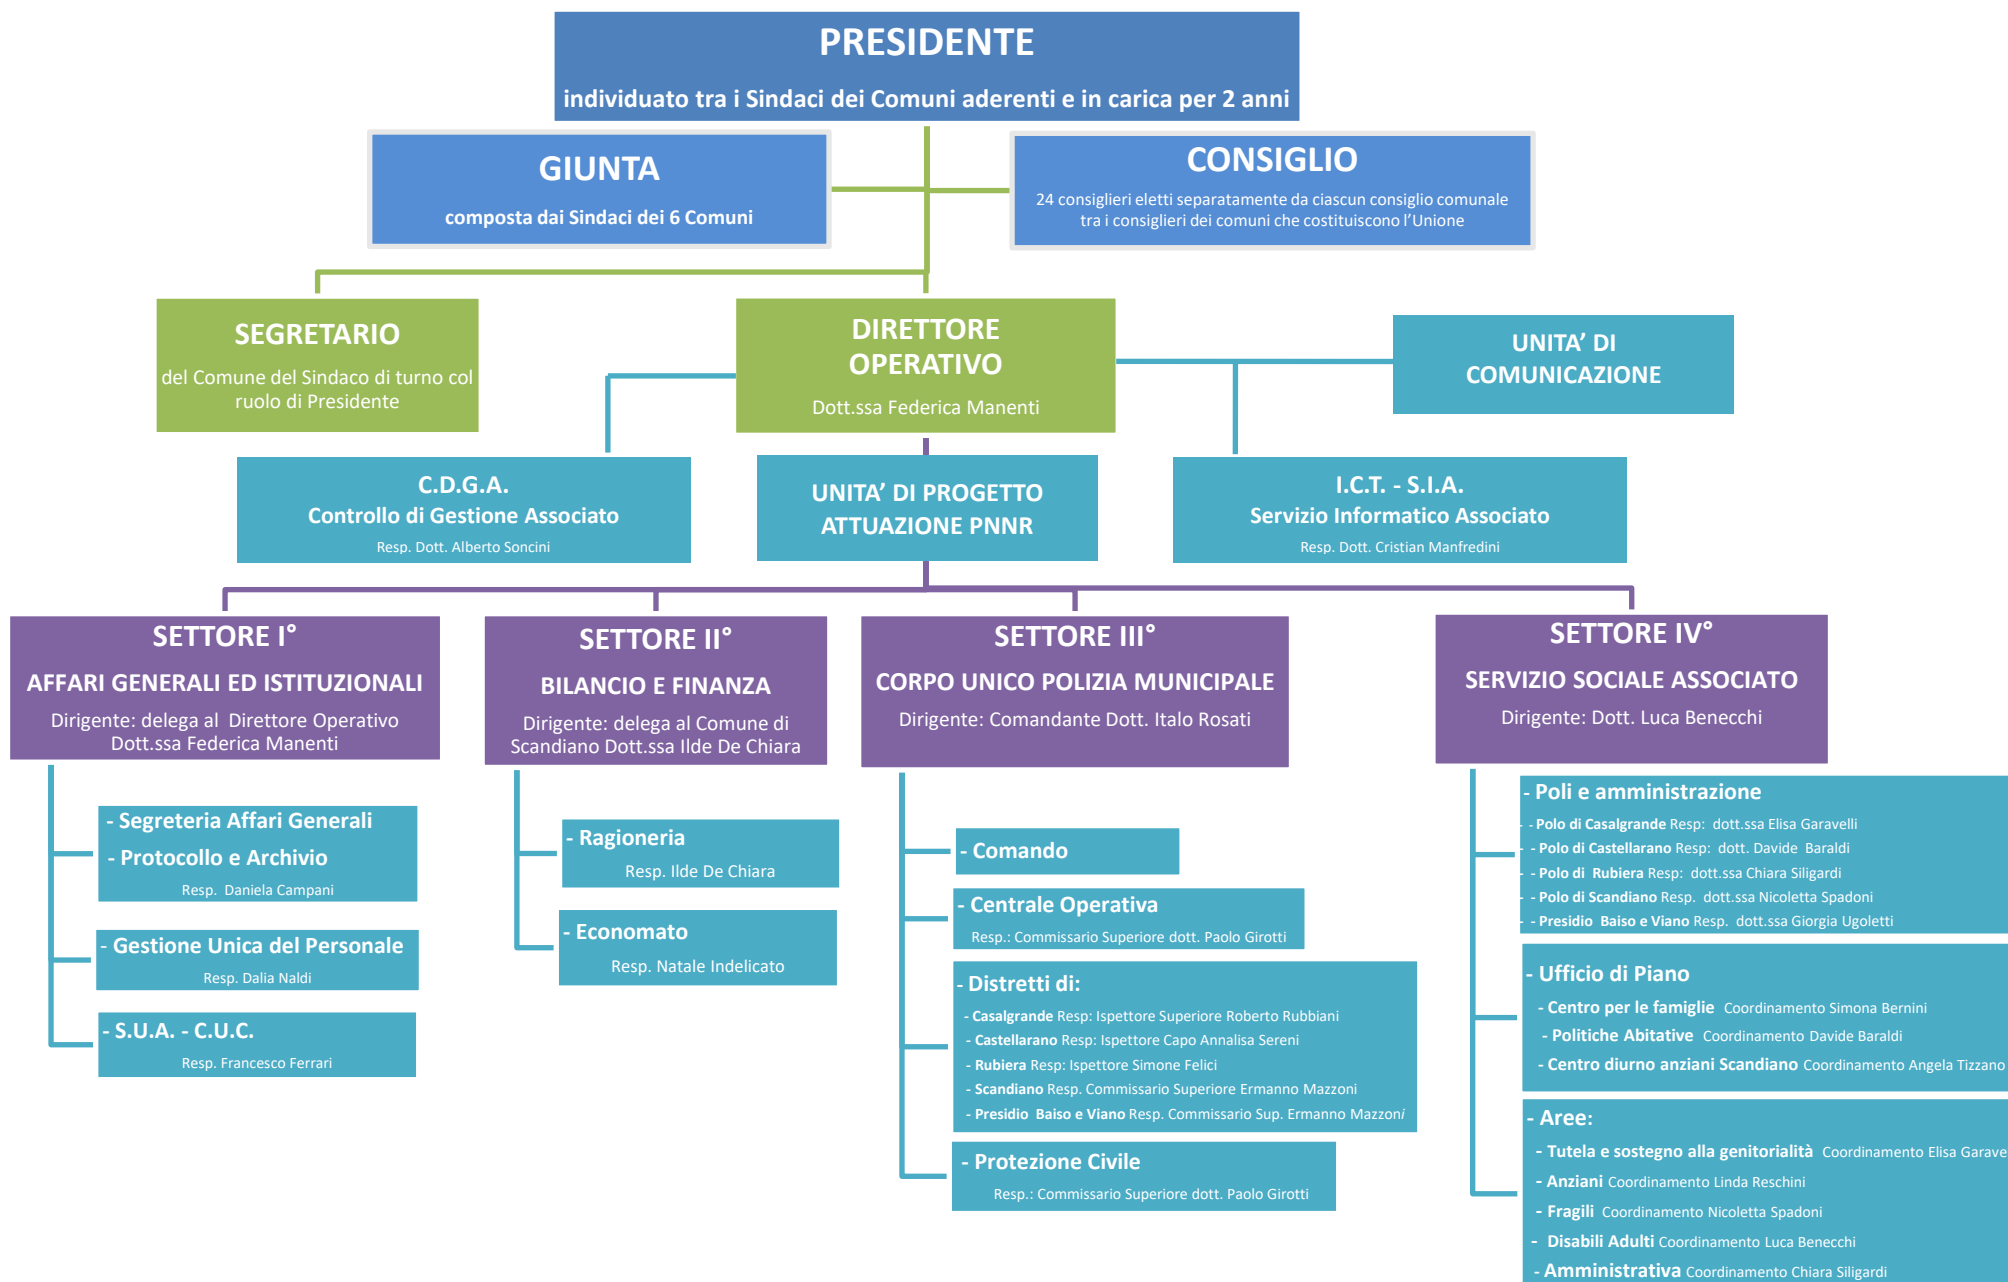 PRESIDENTE
individuato tra i Sindaci dei Comuni aderenti e in carica per 2 anni
GIUNTA
composta dai Sindaci dei 6 Comuni
CONSIGLIO
24 consiglieri eletti separatamente da ciascun consiglio comunale
tra i consiglieri dei comuni che costituiscono l'Unione
SEGRETARIO
del Comune del Sindaco di turno col
ruolo di Presidente
DIRETTORE
OPERATIVO
Dott.ssa Federica Manenti
UNITA' DI
COMUNICAZIONE
C.D.G.A.
Controllo di Gestione Associato
Resp. Dott. Alberto Soncini
UNITA' DI PROGETTO
ATTUAZIONE PNNR
I.C.T. - S.I.A.
Servizio Informatico Associato
Resp. Dott. Cristian Manfredini
SETTORE I°
AFFARI GENERALI ED ISTITUZIONALI
Dirigente: delega al Direttore Operativo
Dott.ssa Federica Manenti
- Segreteria Affari Generali
- Protocollo e Archivio
Resp. Daniela Campani
- Gestione Unica del Personale
Resp. Dalia Naldi
- S.U.A. - C.U.C.
Resp. Francesco Ferrari
SETTORE II°
BILANCIO E FINANZA
Dirigente: delega al Comune di
Scandiano Dott.ssa Ilde De Chiara
- Ragioneria
Resp. Ilde De Chiara
- Economato
Resp. Natale Indelicato
SETTORE III°
CORPO UNICO POLIZIA MUNICIPALE
Dirigente: Comandante Dott. Italo Rosati
- Comando
- Centrale Operativa
Resp.: Commissario Superiore dott. Paolo Girotti
- Distretti di:
- Casalgrande Resp: Ispettore Superiore Roberto Rubbiani
- Castellarano Resp: Ispettore Capo Annalisa Sereni
- Rubiera Resp: Ispettore Simone Felici
- Scandiano Resp. Commissario Superiore Ermanno Mazzoni
- Presidio Baiso e Viano Resp. Commissario Sup. Ermanno Mazzoni
- Protezione Civile
Resp.: Commissario Superiore dott. Paolo Girotti
SETTORE IV°
SERVIZIO SOCIALE ASSOCIATO
Dirigente: Dott. Luca Benecchi
- Poli e amministrazione
- - Polo di Casalgrande Resp: dott.ssa Elisa Garavelli
- - Polo di Castellarano Resp: dott. Davide Baraldi
- - Polo di Rubiera Resp: dott.ssa Chiara Siligardi
- - Polo di Scandiano Resp. dott.ssa Nicoletta Spadoni
- - Presidio Baiso e Viano Resp. dott.ssa Giorgia Ugoletti
- Ufficio di Piano
- Centro per le famiglie Coordinamento Simona Bernini
- Politiche Abitative Coordinamento Davide Baraldi
- Centro diurno anziani Scandiano Coordinamento Angela Tizzano
- Aree:
- Tutela e sostegno alla genitorialità Coordinamento Elisa Garave
- Anziani Coordinamento Linda Reschini
- Fragili Coordinamento Nicoletta Spadoni
- Disabili Adulti Coordinamento Luca Benecchi
- Amministrativa Coordinamento Chiara Siligardi